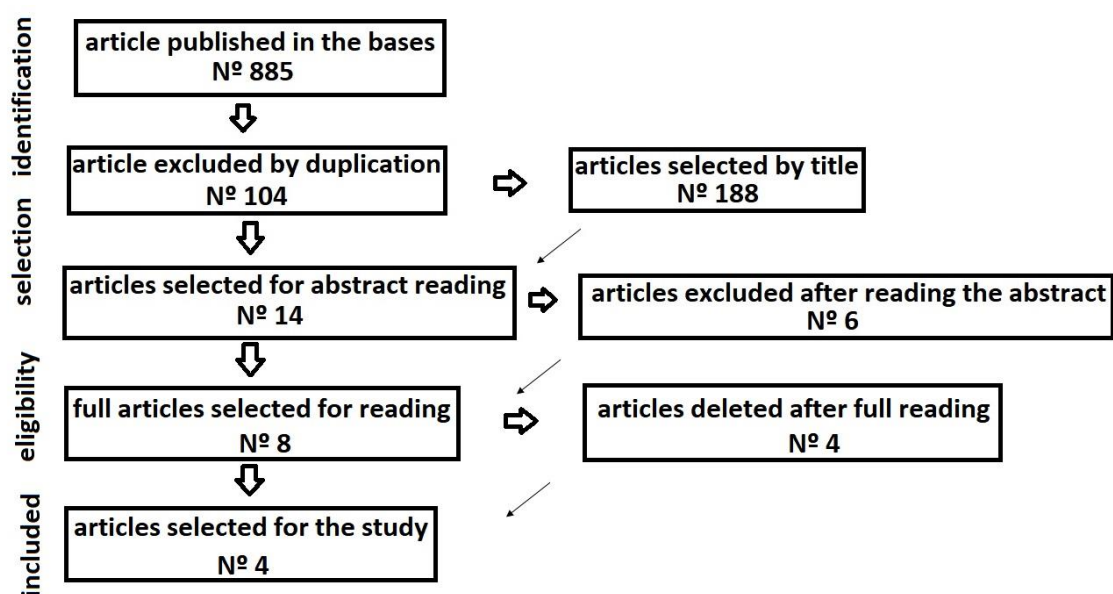 identification
article published in the bases
Nº 885
article excluded by duplication
Nº 104
articles selected by title
Nº 188
selection
articles selected for abstract reading
Nº 14
articles excluded after reading the abstract
Nº 6
eligibility
full articles selected for reading
Nº 8
articles deleted after full reading
Nº 4
included
articles selected for the study
Nº 4